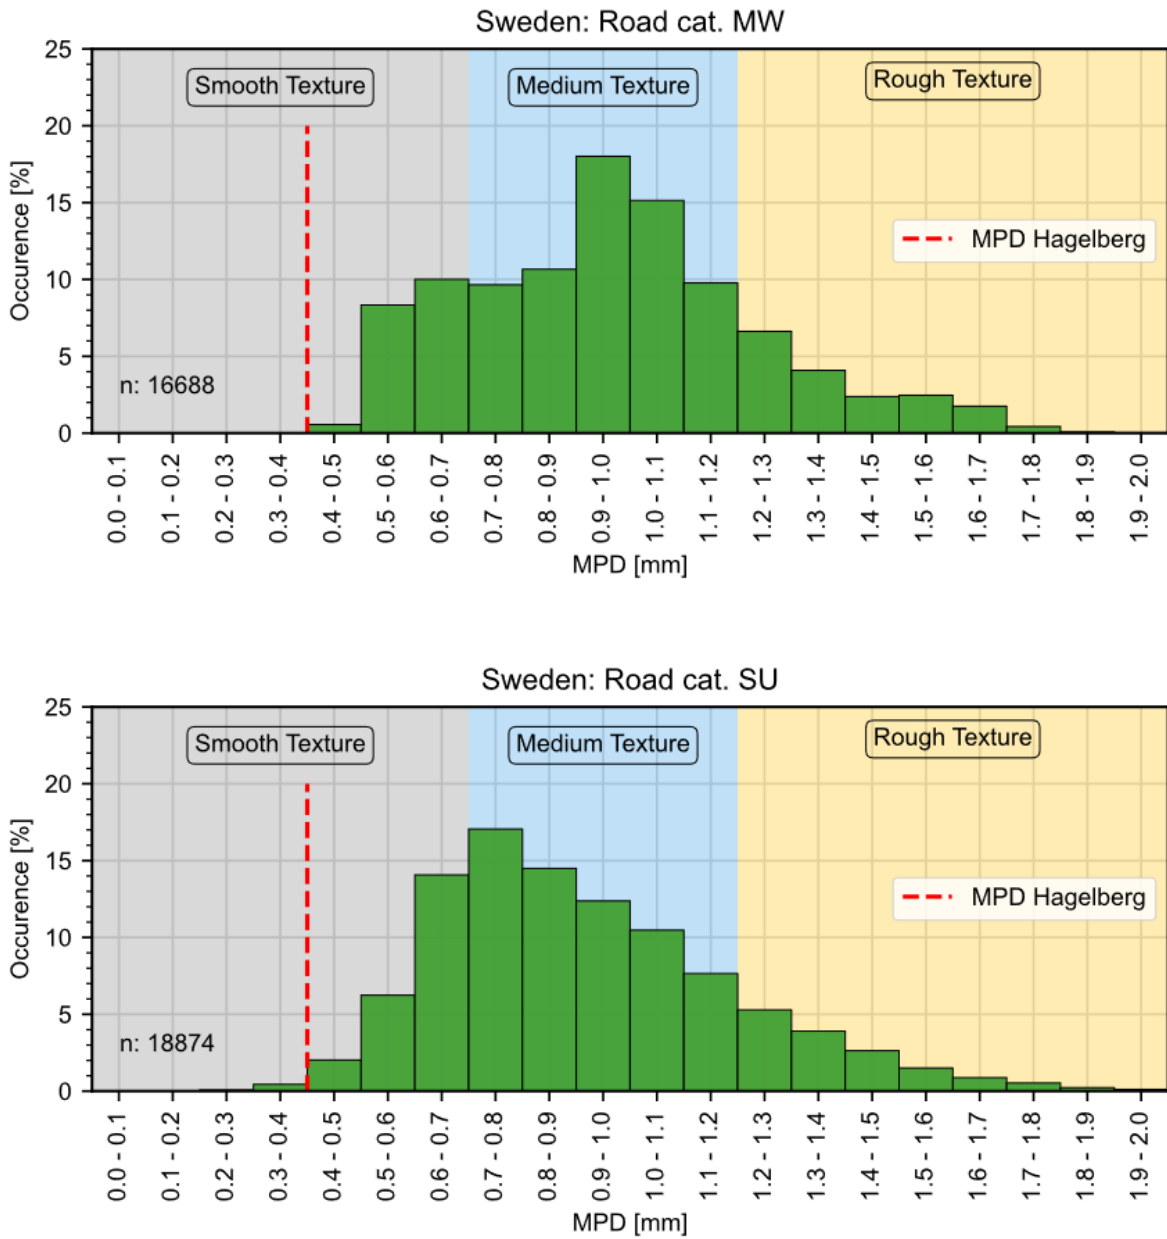 Sweden: Road cat. MW
25
20
15
10
5
0
Occurence [%]
Smooth Texture
Medium Texture
Rough Texture
MPD Hagelberg
n: 16688
0.0 - 0.1
0.1 - 0.2
0.2 - 0.3
0.3 - 0.4
0.4 - 0.5
0.5 - 0.6
0.6 - 0.7
0.7 - 0.8
0.8 - 0.9
0.9 - 1.0
1.0 - 1.1
1.1 - 1.2
1.2 - 1.3
1.3 - 1.4
1.4 - 1.5
1.5 - 1.6
1.6 - 1.7
1.7 - 1.8
1.8 - 1.9
1.9 - 2.0
MPD [mm]
Sweden: Road cat. SU
25
20
15
10
5
0
Occurence [%]
Smooth Texture
Medium Texture
Rough Texture
MPD Hagelberg
n: 18874
0.0 - 0.1
0.1 - 0.2
0.2 - 0.3
0.3 - 0.4
0.4 - 0.5
0.5 - 0.6
0.6 - 0.7
0.7 - 0.8
0.8 - 0.9
0.9 - 1.0
1.0 - 1.1
1.1 - 1.2
1.2 - 1.3
1.3 - 1.4
1.4 - 1.5
1.5 - 1.6
1.6 - 1.7
1.7 - 1.8
1.8 - 1.9
1.9 - 2.0
MPD [mm]